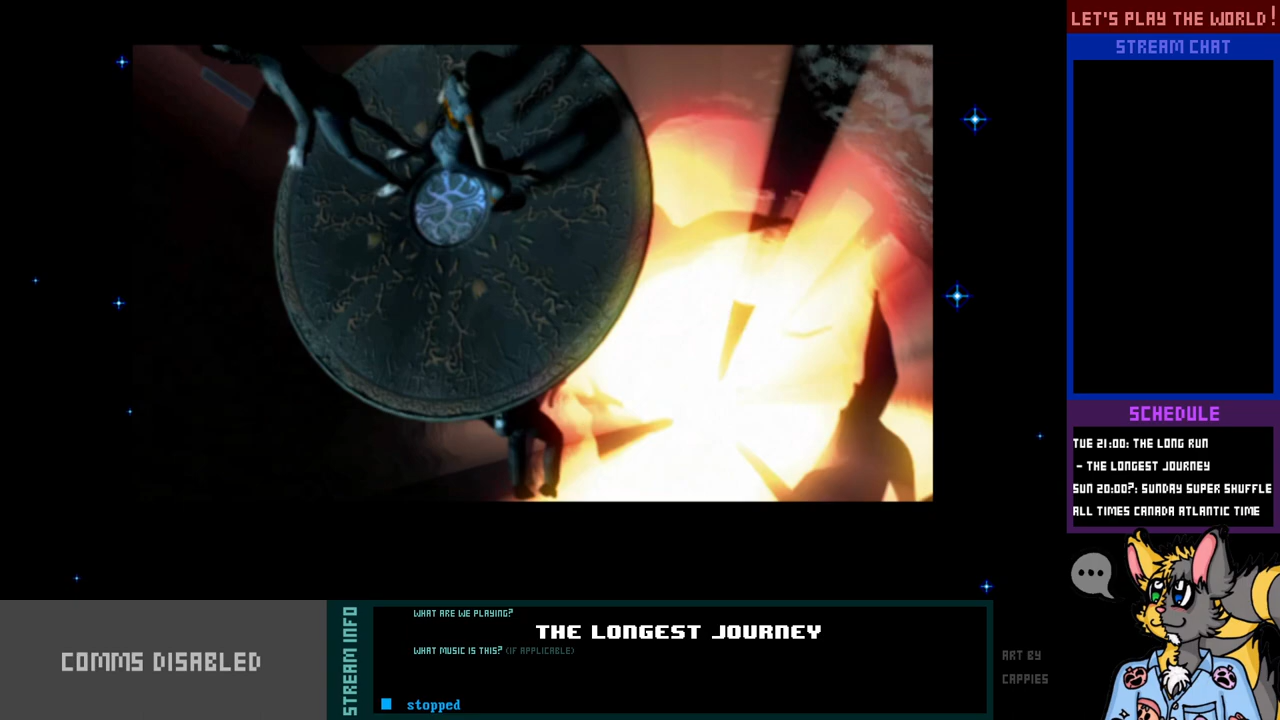 LET'S PLAY THE WORLD!
STREAM CHAT
SCHEDULE
TUE 21:00: THE LONG RUN
- THE LONGEST JOURNEY
SUN 20:00?: SUNDAY SUPER SHUFFLE
ALL TIMES CANADA ATLANTIC TIME
COMMS DISABLED
STREAM INFO
WHAT ARE WE PLAYING?
THE LONGEST JOURNEY
WHAT MUSIC IS THIS? (IF APPLICABLE)
stopped
ART BY
CAPPIES